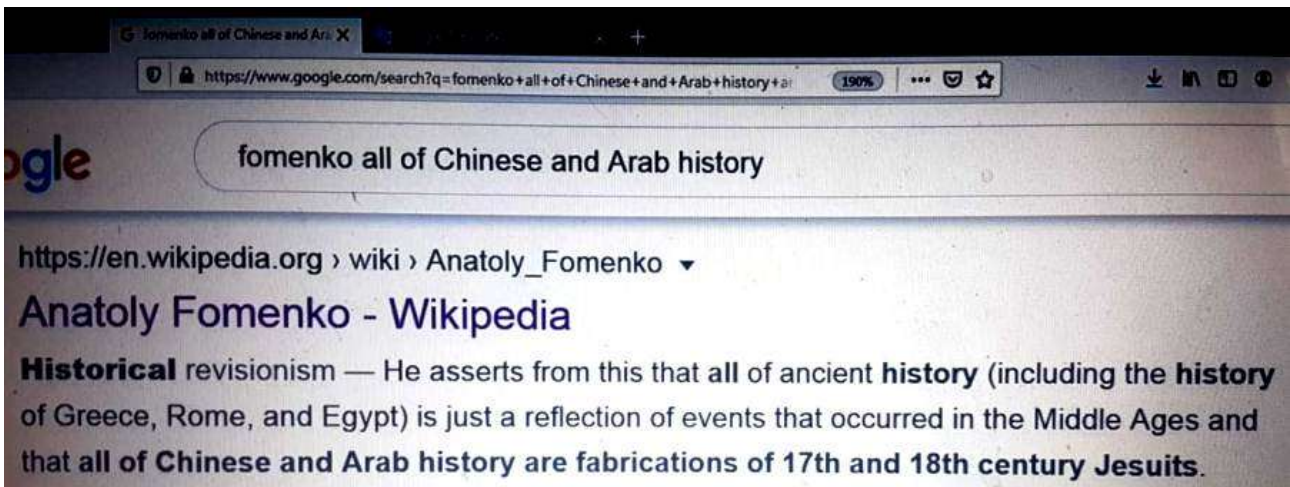 fomenko all of Chinese and Ara
https://www.google.com/search?q=fomenko+all+of+Chinese+and+Arab+history+a
190%
ogle
fomenko all of Chinese and Arab history
https://en.wikipedia.org › wiki › Anatoly_Fomenko
Anatoly Fomenko - Wikipedia
Historical revisionism — He asserts from this that all of ancient history (including the history
of Greece, Rome, and Egypt) is just a reflection of events that occurred in the Middle Ages and
that all of Chinese and Arab history are fabrications of 17th and 18th century Jesuits.